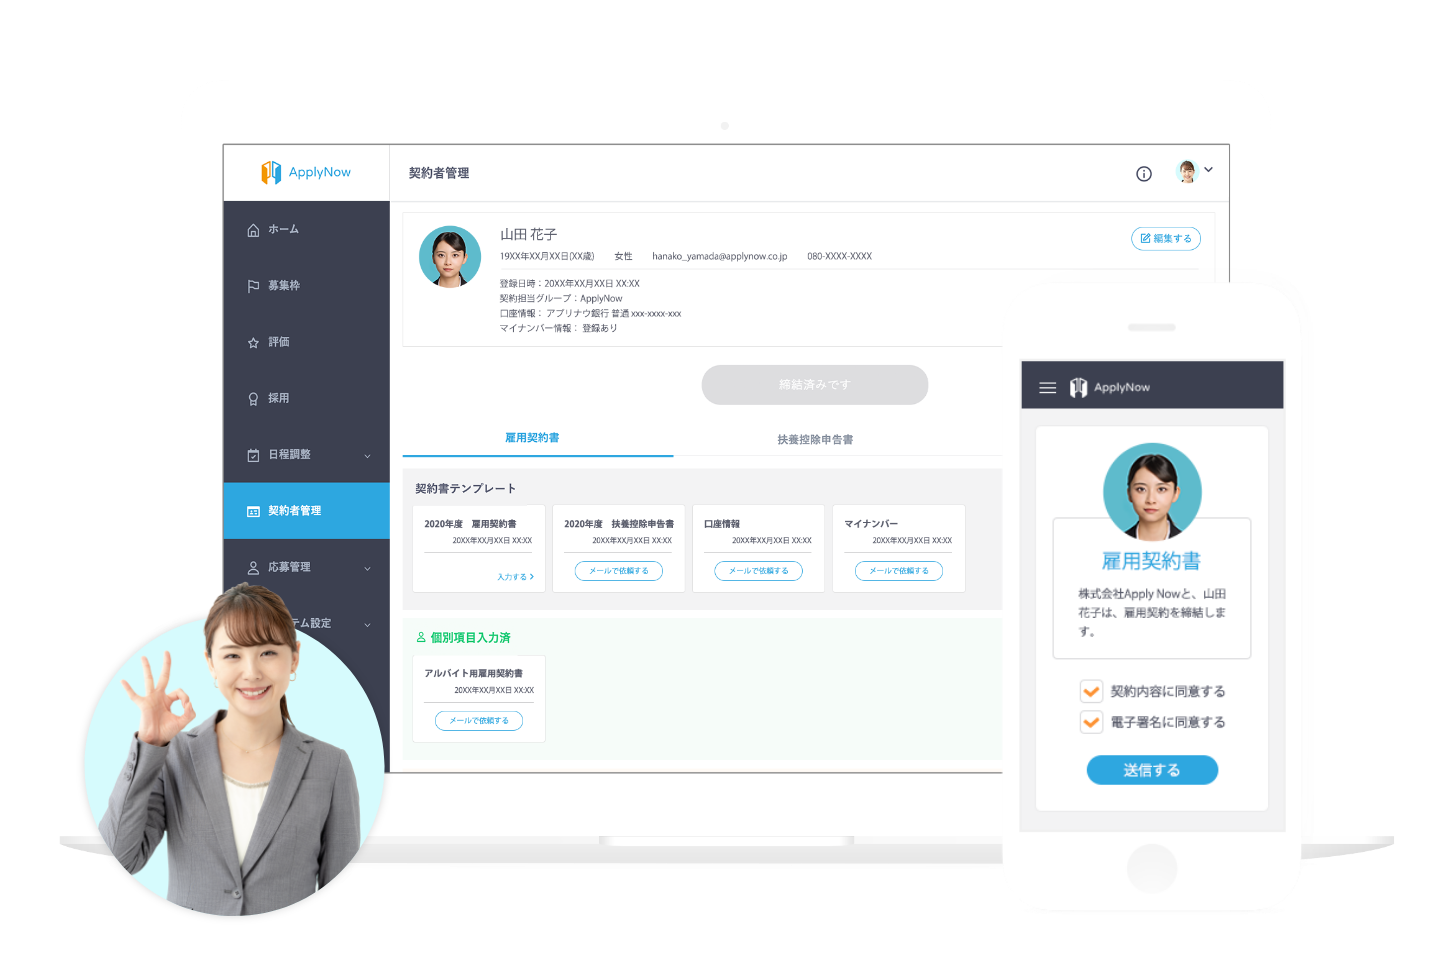 ApplyNow
契約者管理
ホーム
募集枠
評価
採用
日程調整
契約者管理
応募管理
テム設定
山田 花子
編集する
19XX年XX月XX日(XX歳) 女性 hanako_yamada@applynow.co.jp 080-XXXX-XXXX
登録日時：20XX年XX月XX日 XX:XX
契約担当グループ：ApplyNow
口座情報： アプリナウ銀行 普通 xxx-xxxx-xxx
マイナンバー情報： 登録あり
締結済みです
雇用契約書 扶養控除申告書
契約書テンプレート
2020年度　雇用契約書
20XX年XX月XX日 XX:XX
入力する
2020年度　扶養控除申告書
20XX年XX月XX日 XX:XX
メールで依頼する
口座情報
20XX年XX月XX日 XX:XX
メールで依頼する
マイナンバー
20XX年XX月XX日 XX:XX
メールで依頼する
個別項目入力済
アルバイト用雇用契約書
20XX年XX月XX日 XX:XX
メールで依頼する
ApplyNow
雇用契約書
株式会社Apply Nowと、山田
花子は、雇用契約を締結しま
す。
契約内容に同意する
電子署名に同意する
送信する